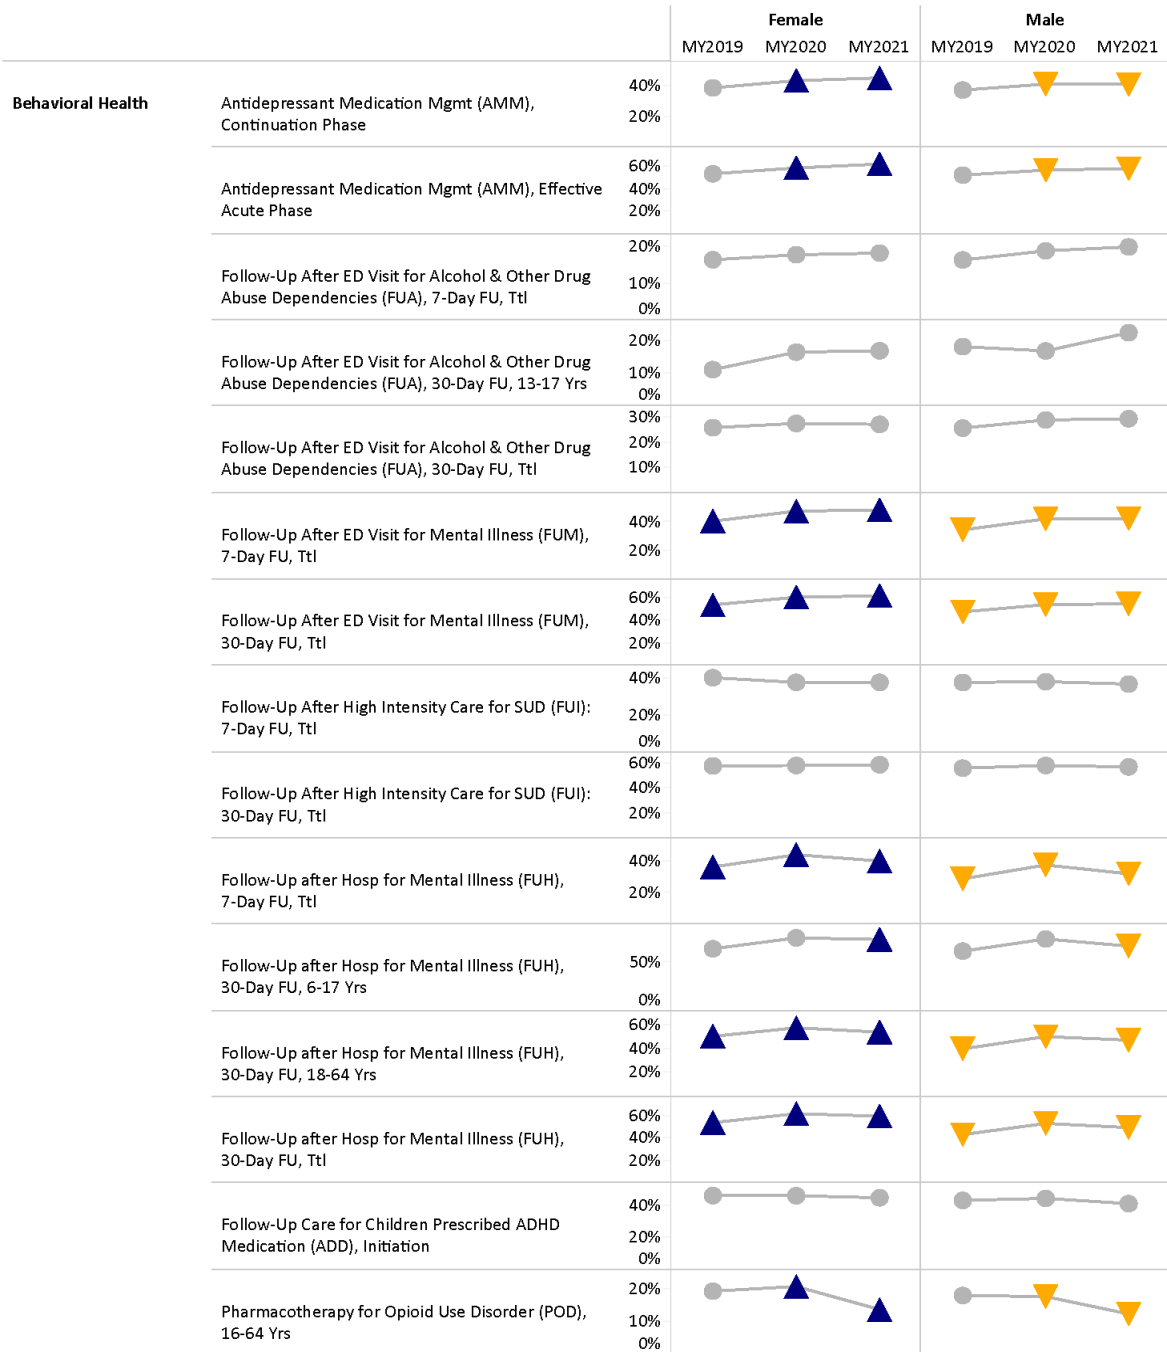 Female Male
MY2019 MY2020 MY2021 MY2019 MY2020 MY2021
Behavioral Health
Antidepressant Medication Mgmt (AMM),
Continuation Phase
40%
20%
Antidepressant Medication Mgmt (AMM), Effective
Acute Phase
60%
40%
20%
Follow-Up After ED Visit for Alcohol & Other Drug
Abuse Dependencies (FUA), 7-Day FU, Ttl
20%
10%
0%
Follow-Up After ED Visit for Alcohol & Other Drug
Abuse Dependencies (FUA), 30-Day FU, 13-17 Yrs
20%
10%
0%
Follow-Up After ED Visit for Alcohol & Other Drug
Abuse Dependencies (FUA), 30-Day FU, Ttl
30%
20%
10%
Follow-Up After ED Visit for Mental Illness (FUM),
7-Day FU, Ttl
40%
20%
Follow-Up After ED Visit for Mental Illness (FUM),
30-Day FU, Ttl
60%
40%
20%
Follow-Up After High Intensity Care for SUD (FUI):
7-Day FU, Ttl
40%
20%
0%
Follow-Up After High Intensity Care for SUD (FUI):
30-Day FU, Ttl
60%
40%
20%
Follow-Up after Hosp for Mental Illness (FUH),
7-Day FU, Ttl
40%
20%
Follow-Up after Hosp for Mental Illness (FUH),
30-Day FU, 6-17 Yrs
50%
0%
Follow-Up after Hosp for Mental Illness (FUH),
30-Day FU, 18-64 Yrs
60%
40%
20%
Follow-Up after Hosp for Mental Illness (FUH),
30-Day FU, Ttl
60%
40%
20%
Follow-Up Care for Children Prescribed ADHD
Medication (ADD), Initiation
40%
20%
0%
Pharmacotherapy for Opioid Use Disorder (POD),
16-64 Yrs
20%
10%
0%